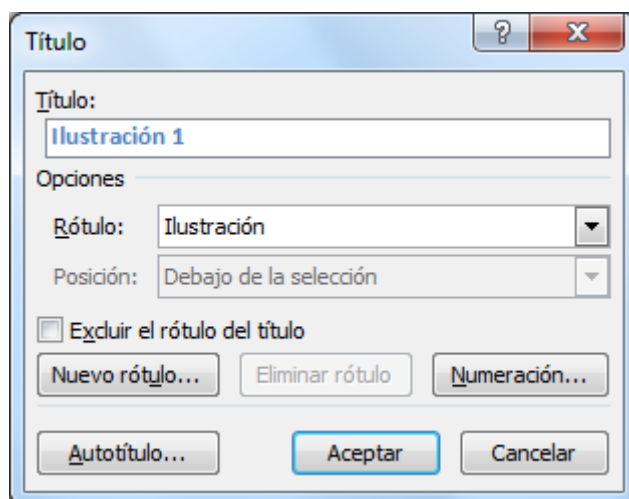 Título
Título:
Ilustración 1
Opciones
Rótulo: Ilustración
Posición: Debajo de la selección
Excluir el rótulo del título
Nuevo rótulo... Eliminar rótulo Numeración...
Autotítulo... Aceptar Cancelar